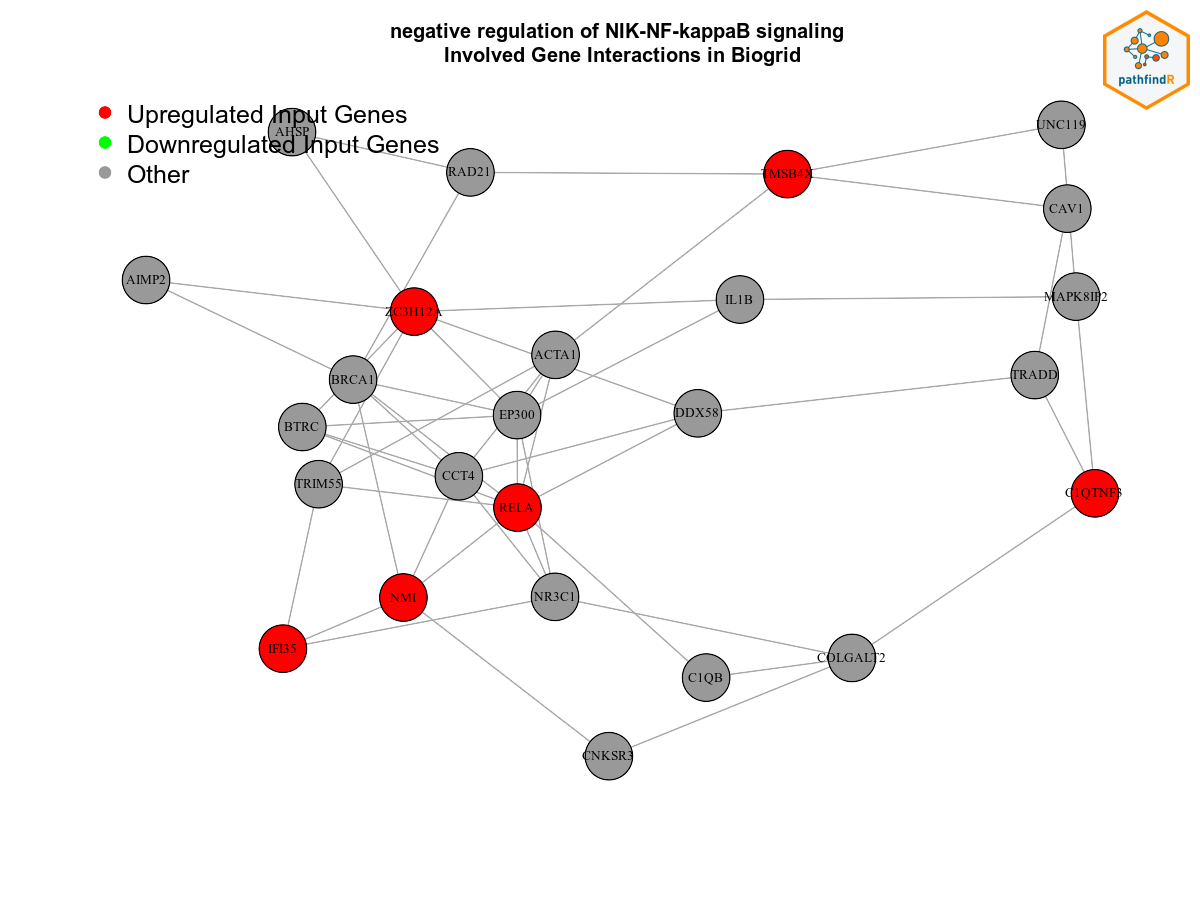 negative regulation of NIK-NF-kappaB signaling
Involved Gene Interactions in Biogrid
pathfindR
Upregulated Input Genes
Downregulated Input Genes
Other
AHSP
UNC119
RAD21
TMSB4X
CAV1
AIMP2
IL1B
MAPK8IP2
ZC3H12A
ACTA1
TRADD
BRCA1
EP300
DDX58
BTRC
CCT4
TRIM55
C1QTNF3
RELA
NMI
NR3C1
IFI35
COLGALT2
C1QB
CNKSR3